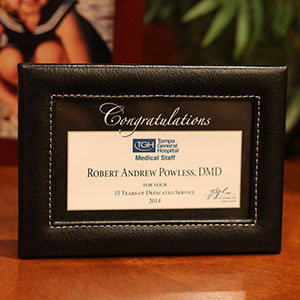 Congratulations
TGH Tampa General Hospital
Medical Staff
ROBERT ANDREW POWLESS, DMD
FOR YOUR
15 YEARS OF DEDICATED SERVICE
2014